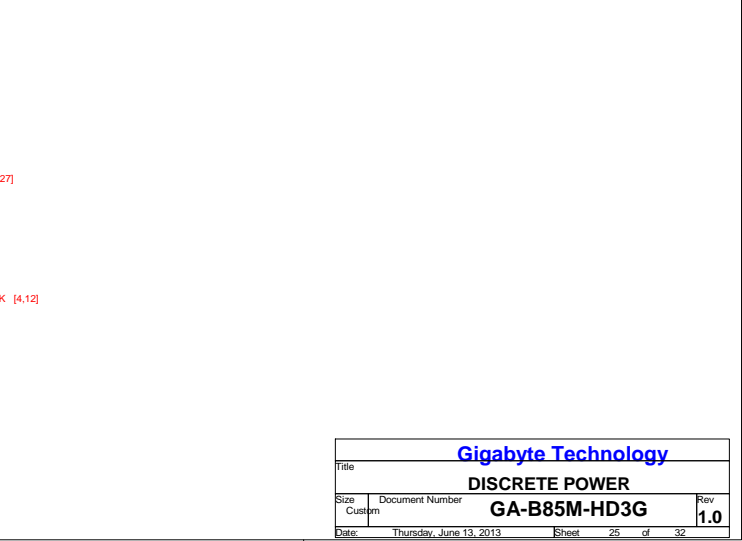 27]
K [4,12]
Gigabyte Technology
Title
DISCRETE POWER
Size Document Number Rev
Custom GA-B85M-HD3G 1.0
Date: Thursday, June 13, 2013 Sheet 25 of 32